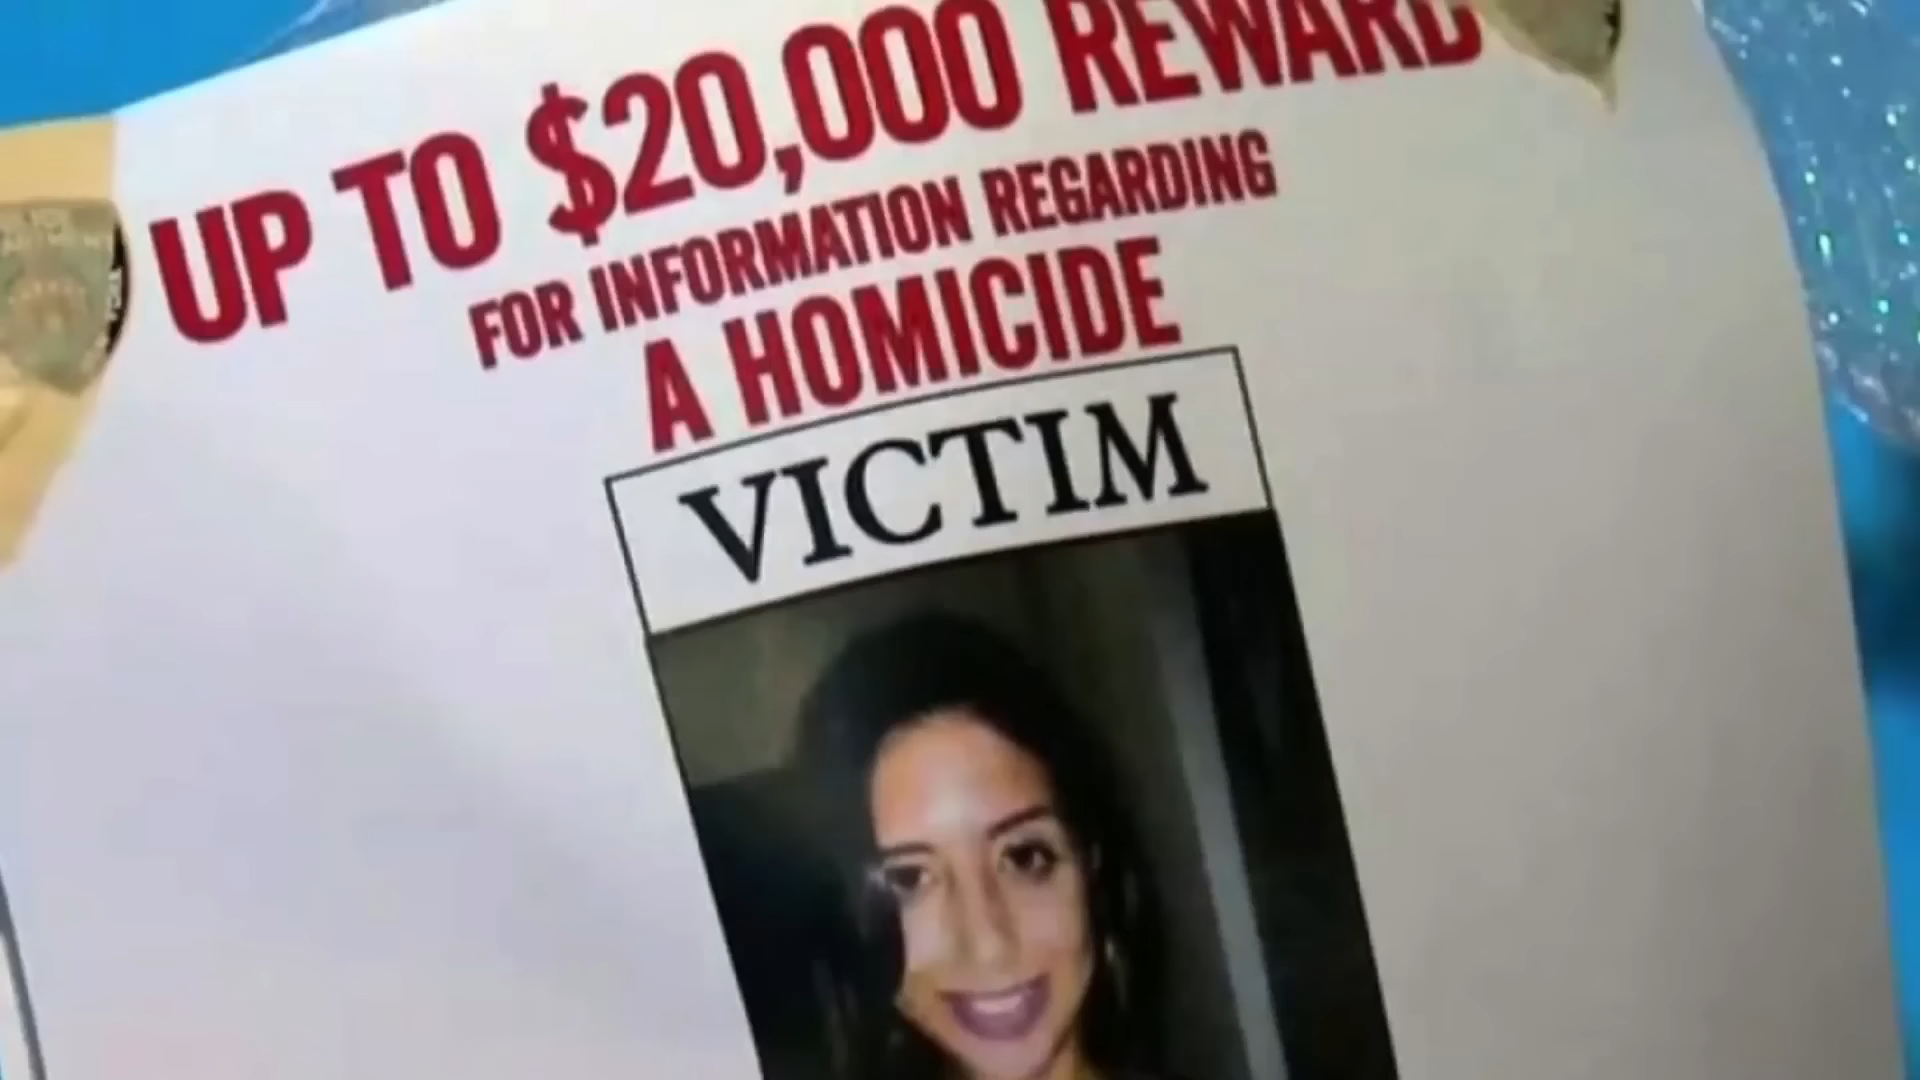 UP TO $20,000 REWARD
FOR INFORMATION REGARDING
A HOMICIDE
VICTIM